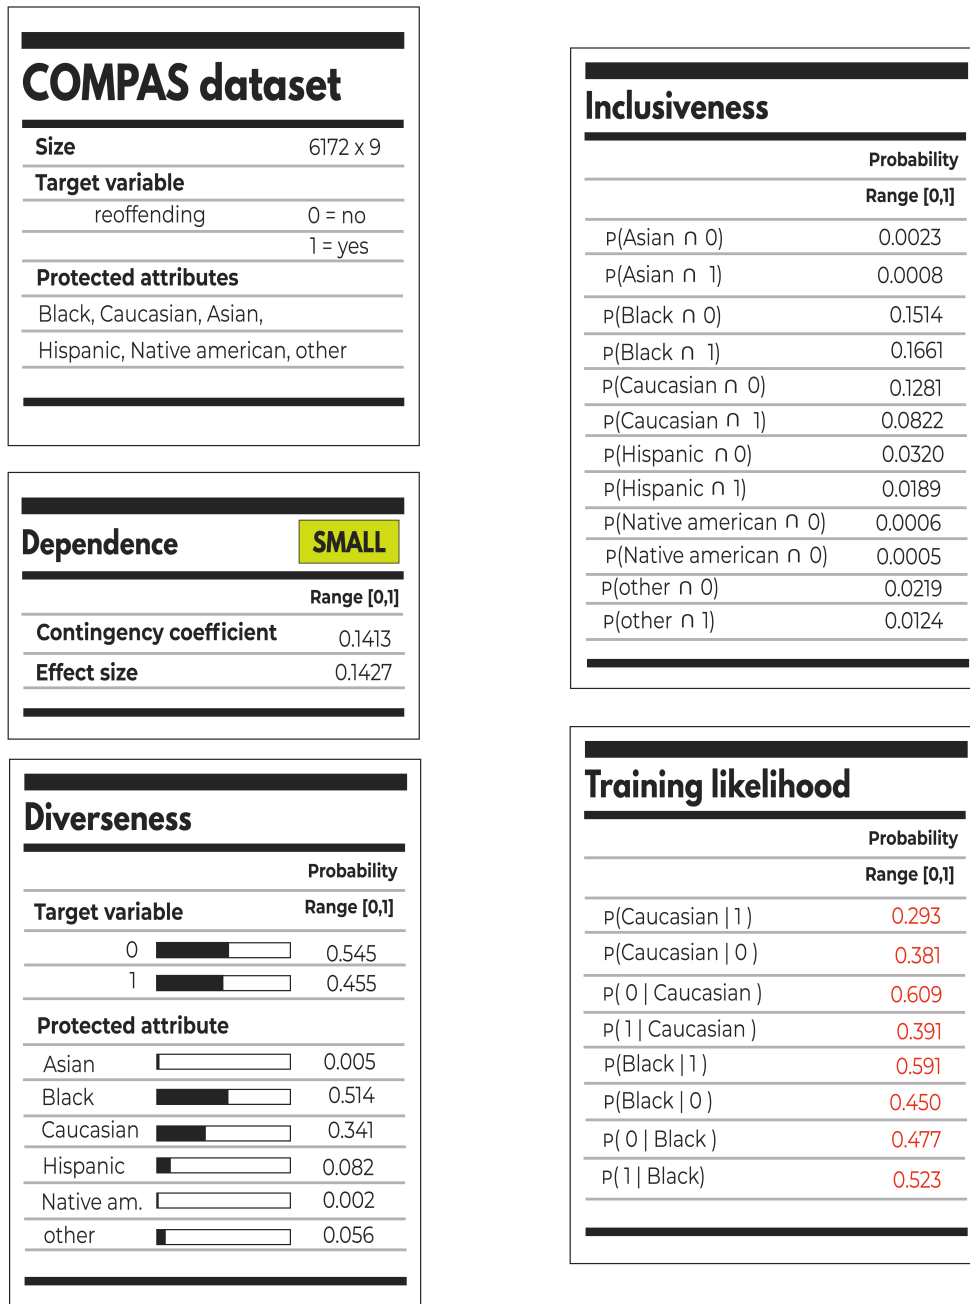 COMPAS dataset
Size 6172 x 9
Target variable
reoffending 0 = no
1 = yes
Protected attributes
Black, Caucasian, Asian,
Hispanic, Native american, other
Dependence SMALL
Range [0,1]
Contingency coefficient 0.1413
Effect size 0.1427
Diverseness
Probability
Target variable Range [0,1]
0 0.545
1 0.455
Protected attribute
Asian 0.005
Black 0.514
Caucasian 0.341
Hispanic 0.082
Native am. 0.002
other 0.056
Inclusiveness
Probability
Range [0,1]
P(Asian ∩ 0) 0.0023
P(Asian ∩ 1) 0.0008
P(Black ∩ 0) 0.1514
P(Black ∩ 1) 0.1661
P(Caucasian ∩ 0) 0.1281
P(Caucasian ∩ 1) 0.0822
P(Hispanic ∩ 0) 0.0320
P(Hispanic ∩ 1) 0.0189
P(Native american ∩ 0) 0.0006
P(Native american ∩ 0) 0.0005
P(other ∩ 0) 0.0219
P(other ∩ 1) 0.0124
Training likelihood
Probability
Range [0,1]
P(Caucasian | 1 ) 0.293
P(Caucasian | 0 ) 0.381
P( 0 | Caucasian ) 0.609
P( 1 | Caucasian ) 0.391
P(Black | 1 ) 0.591
P(Black | 0 ) 0.450
P( 0 | Black ) 0.477
P( 1 | Black) 0.523